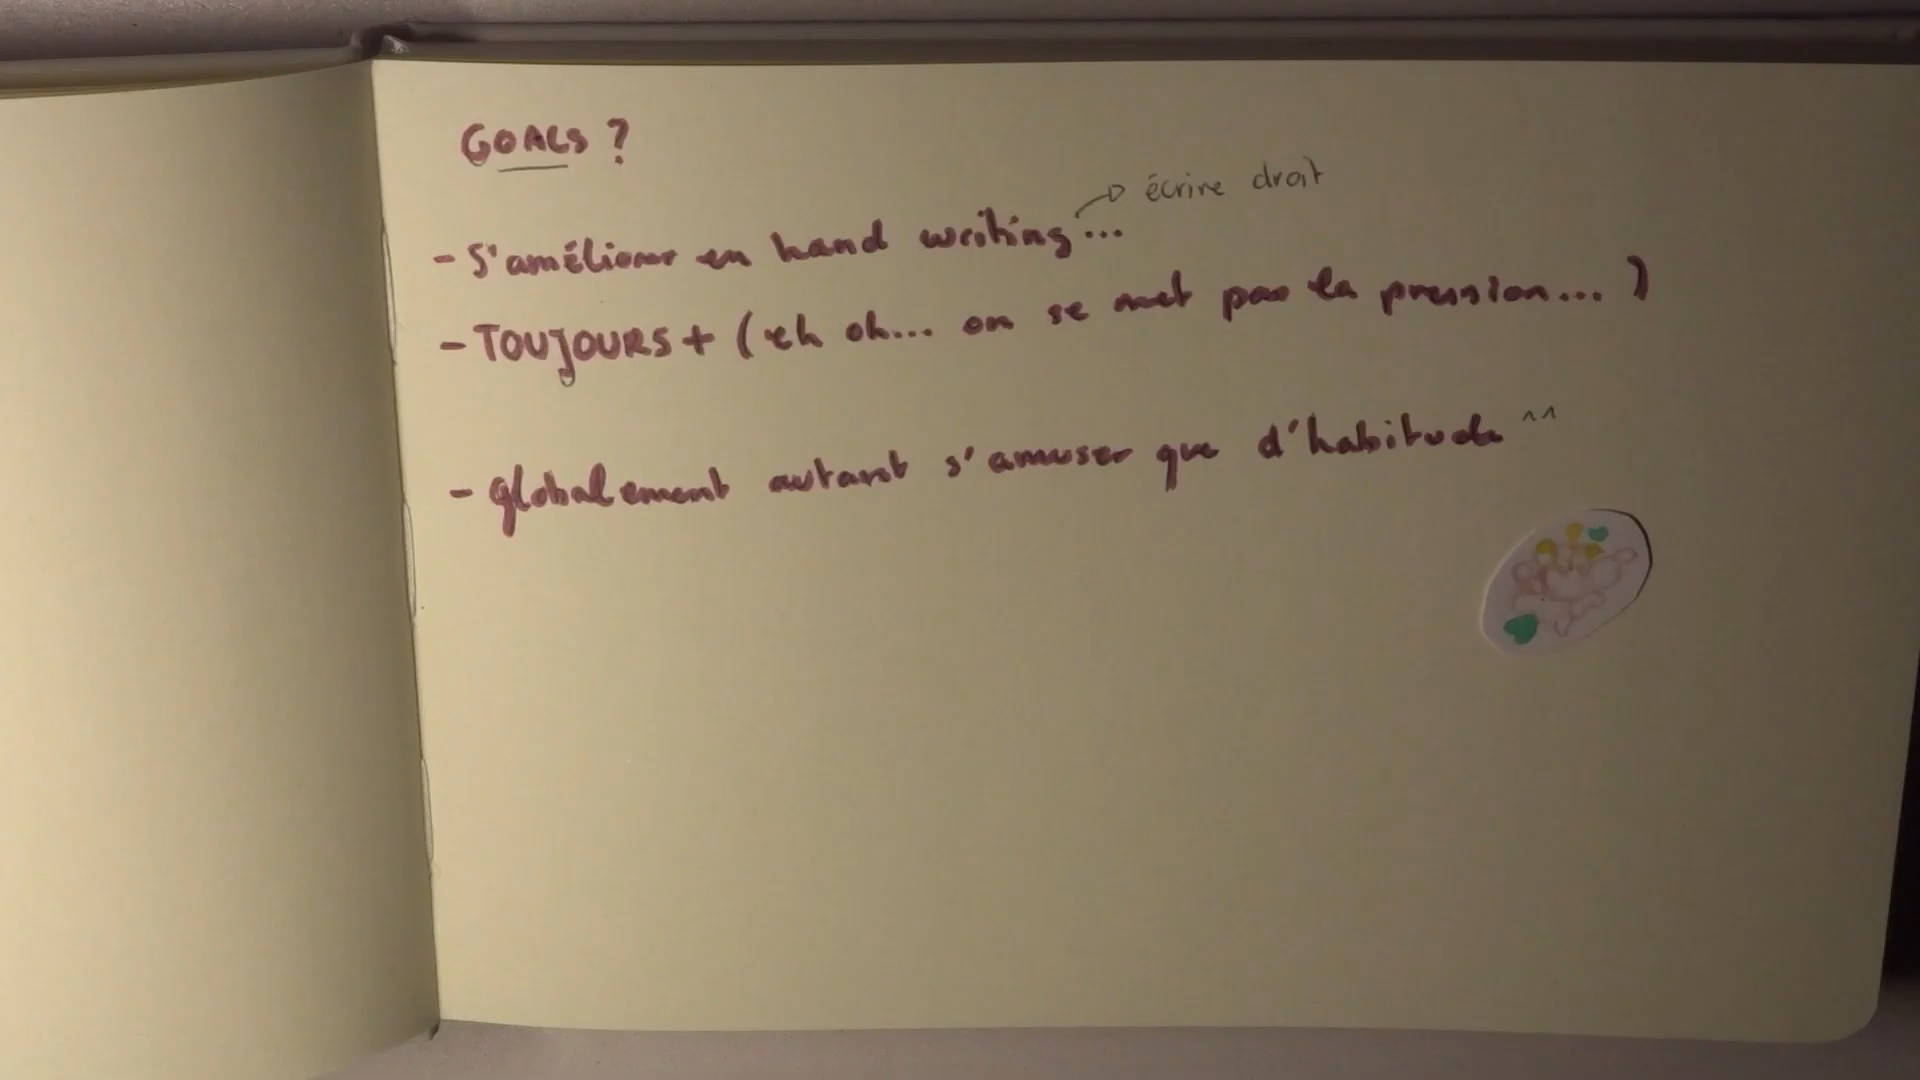 GOALS ?
écrire droit
- S'améliorer en hand writing...
- TOUJOURS + (eh oh... on se met pas la pression... )
- globalement autant s'amuser que d'habitude ^^